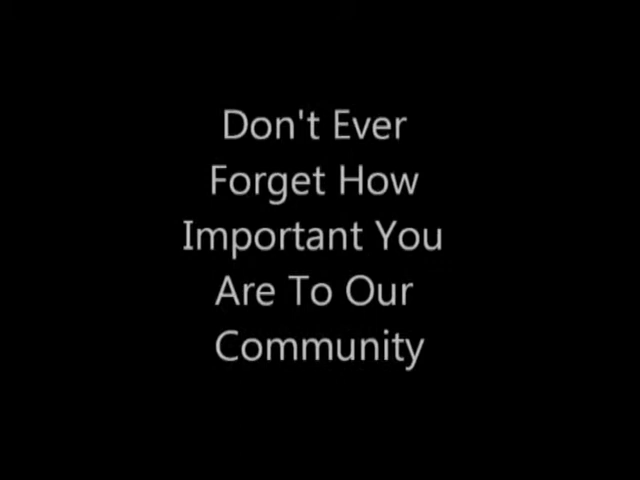 Don't Ever
Forget How
Important You
Are To Our
Community